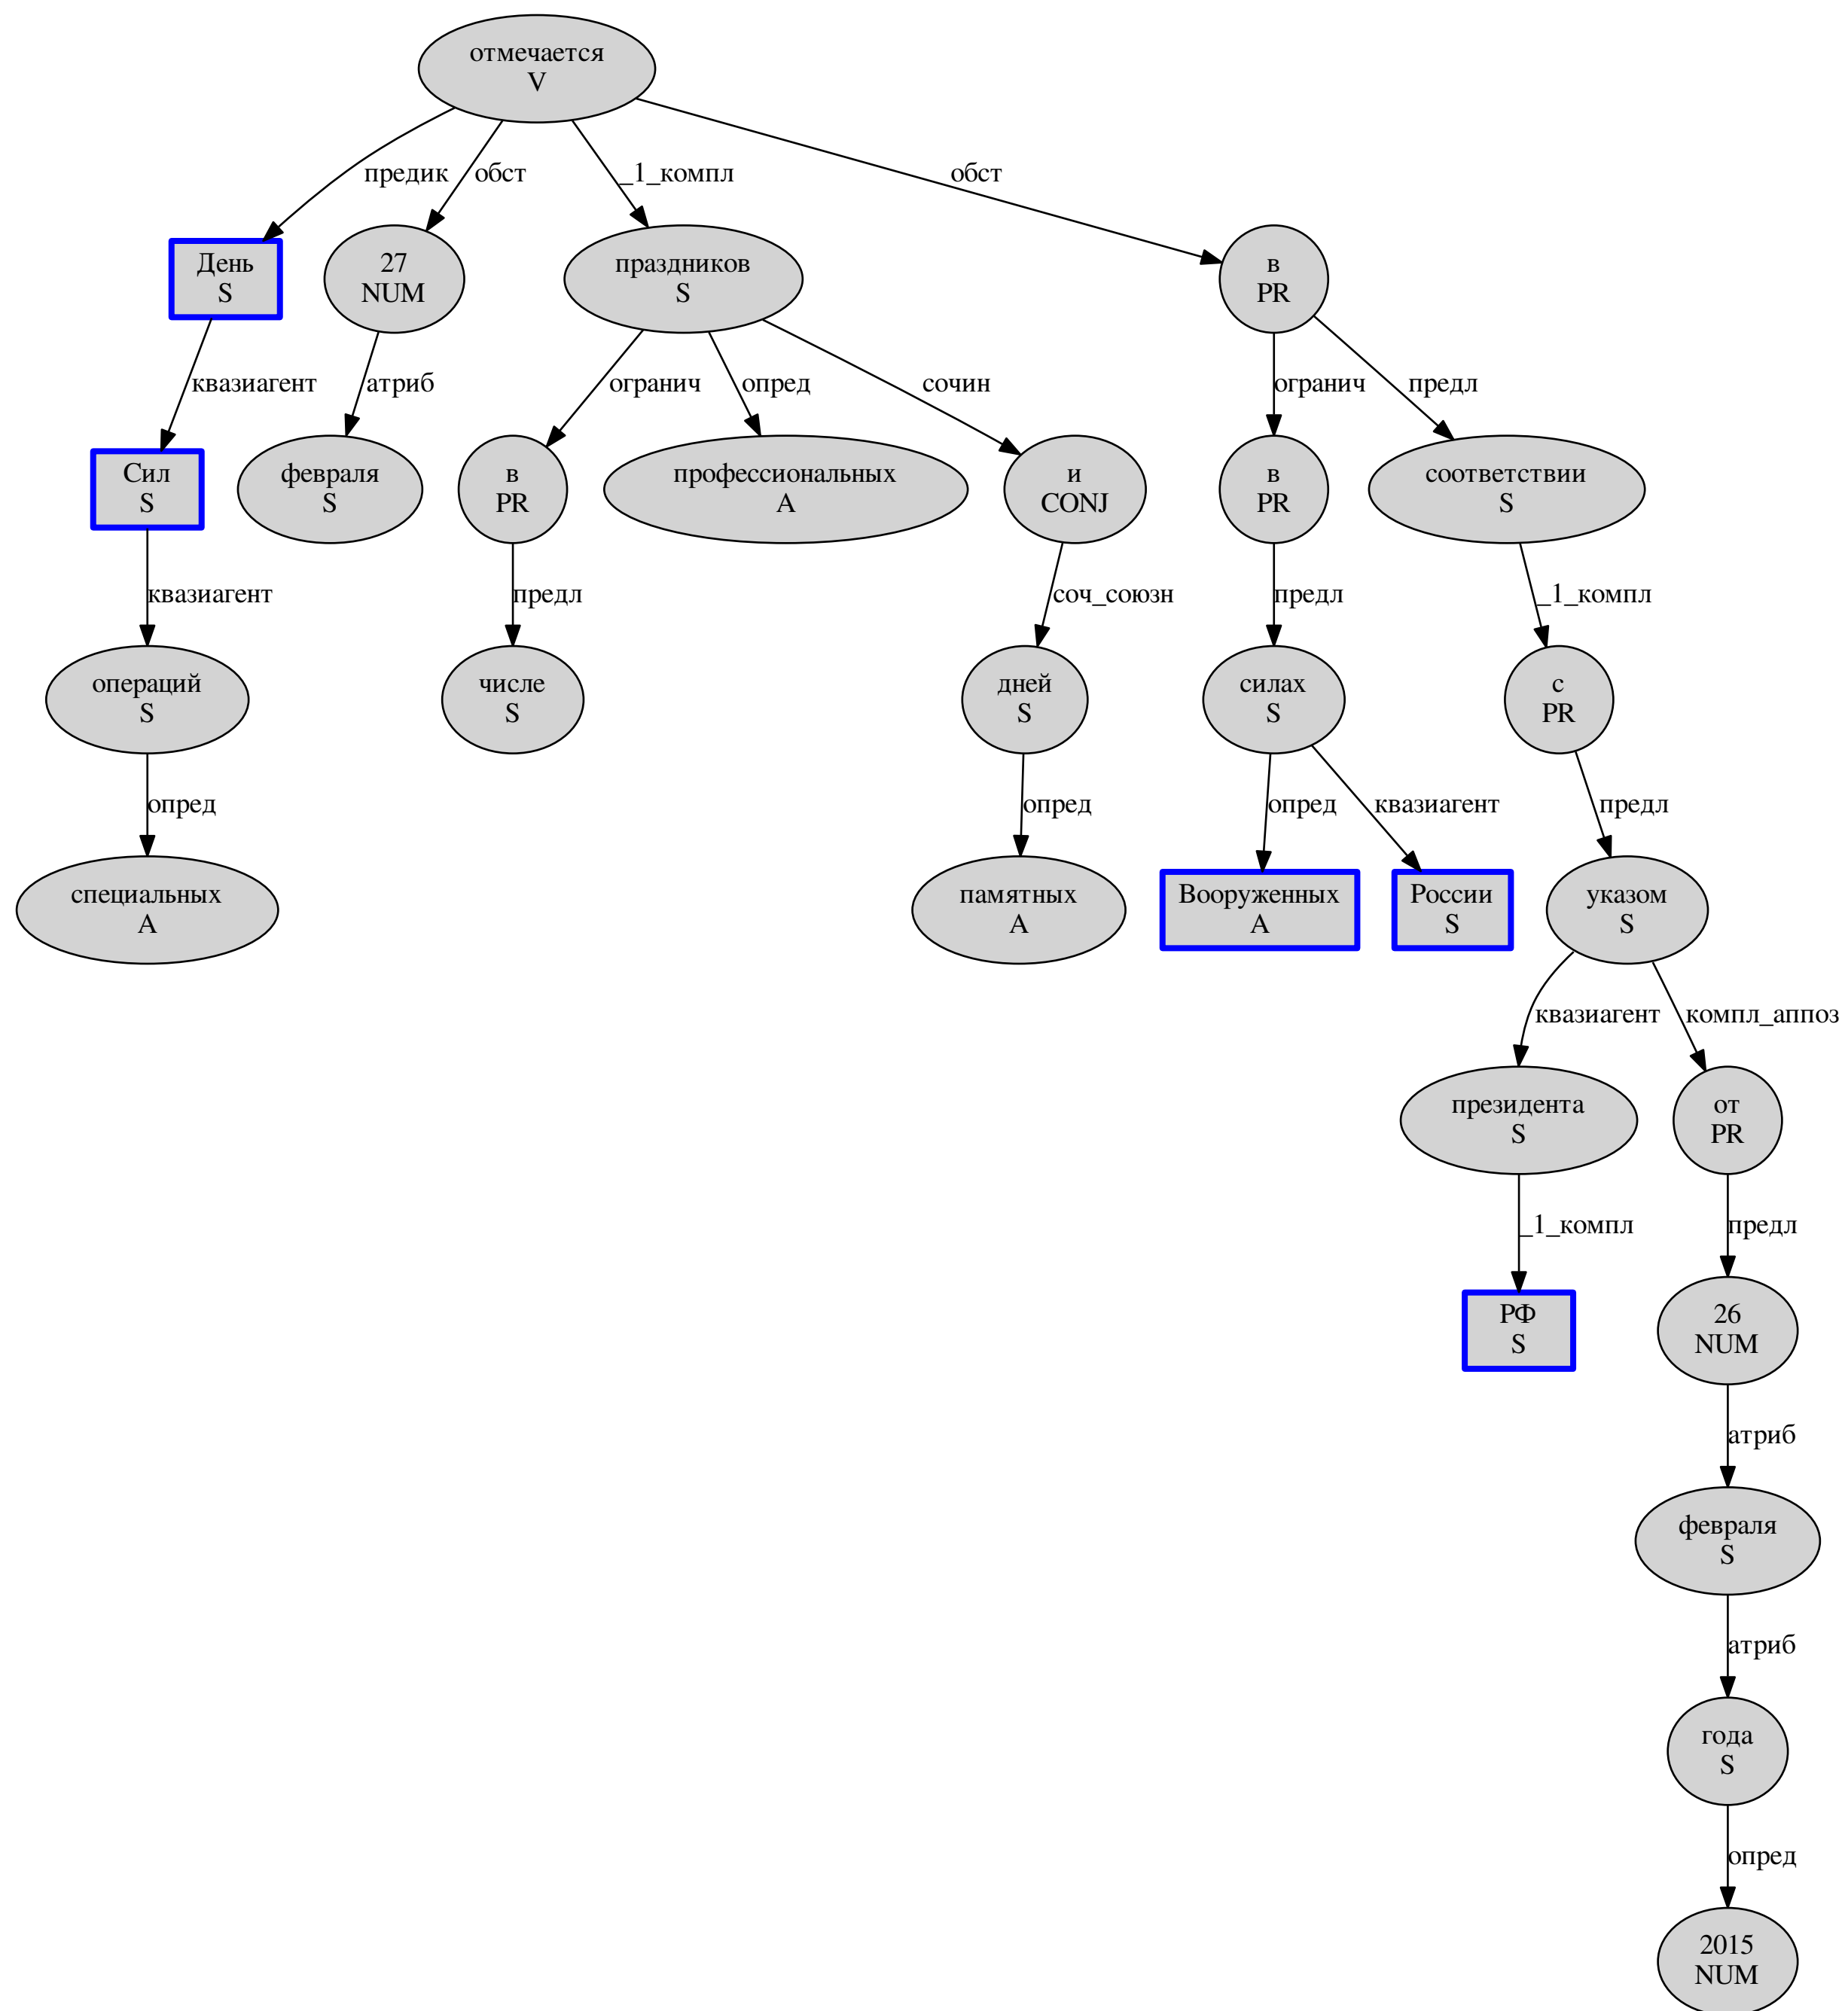 отмечается
V
предик
обст
_1_компл
обст
День
S
27
NUM
праздников
S
в
PR
квазиагент
атриб
огранич
опред
сочин
огранич
предл
Сил
S
февраля
S
в
PR
профессиональных
A
и
CONJ
в
PR
соответствии
S
квазиагент
предл
соч_союзн
предл
_1_компл
операций
S
числе
S
дней
S
силах
S
с
PR
опред
опред
опред
квазиагент
предл
специальных
A
памятных
A
Вооруженных
A
России
S
указом
S
квазиагент
компл_аппоз
президента
S
от
PR
_1_компл
предл
РФ
S
26
NUM
атриб
февраля
S
атриб
года
S
опред
2015
NUM